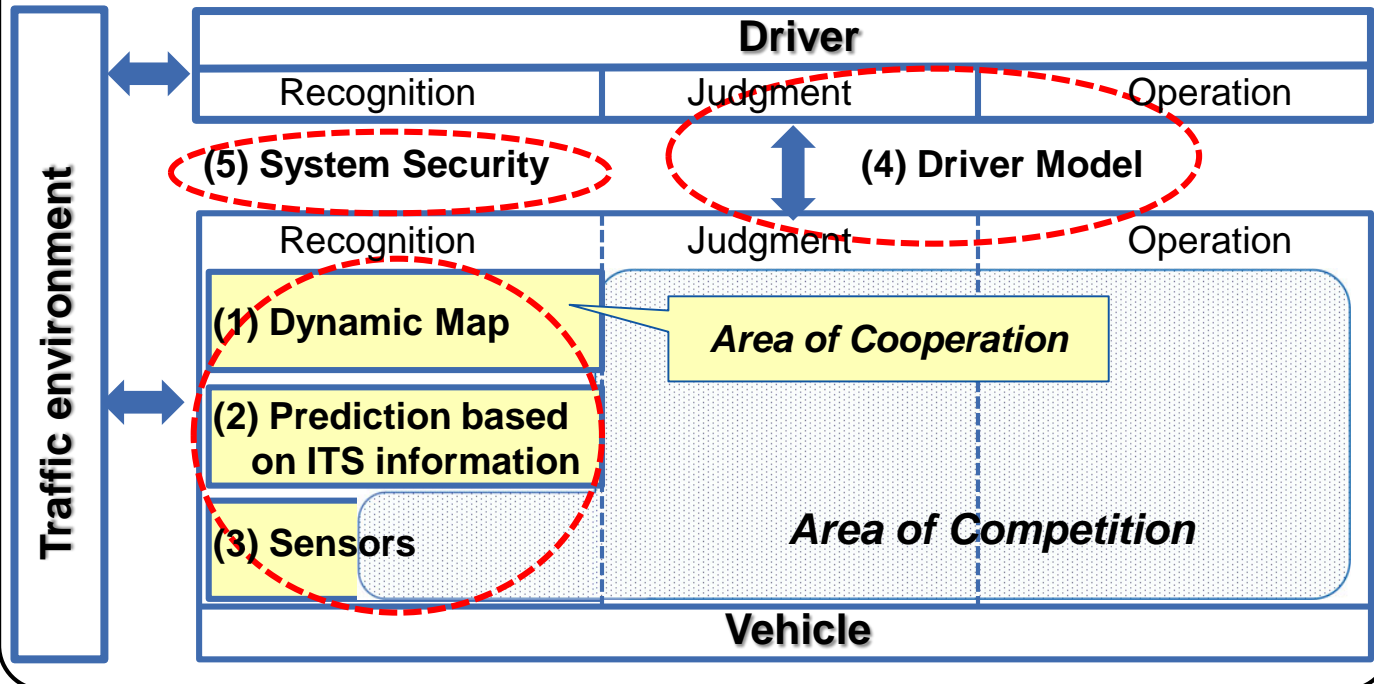 Traffic environment
Driver
Recognition
Judgment
Operation
(5) System Security
(4) Driver Model
Recognition
Judgment
Operation
(1) Dynamic Map
Area of Cooperation
(2) Prediction based
on ITS information
(3) Sensors
Area of Competition
Vehicle